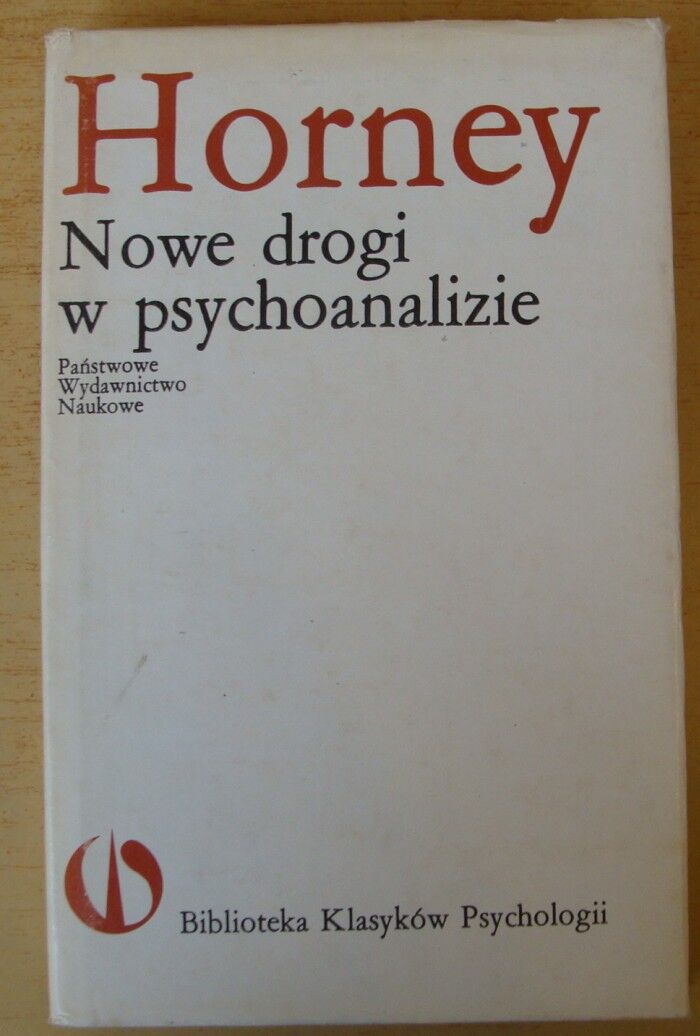 Horney
Nowe drogi
w psychoanalizie
Państwowe
Wydawnictwo
Naukowe
Biblioteka Klasyków Psychologii